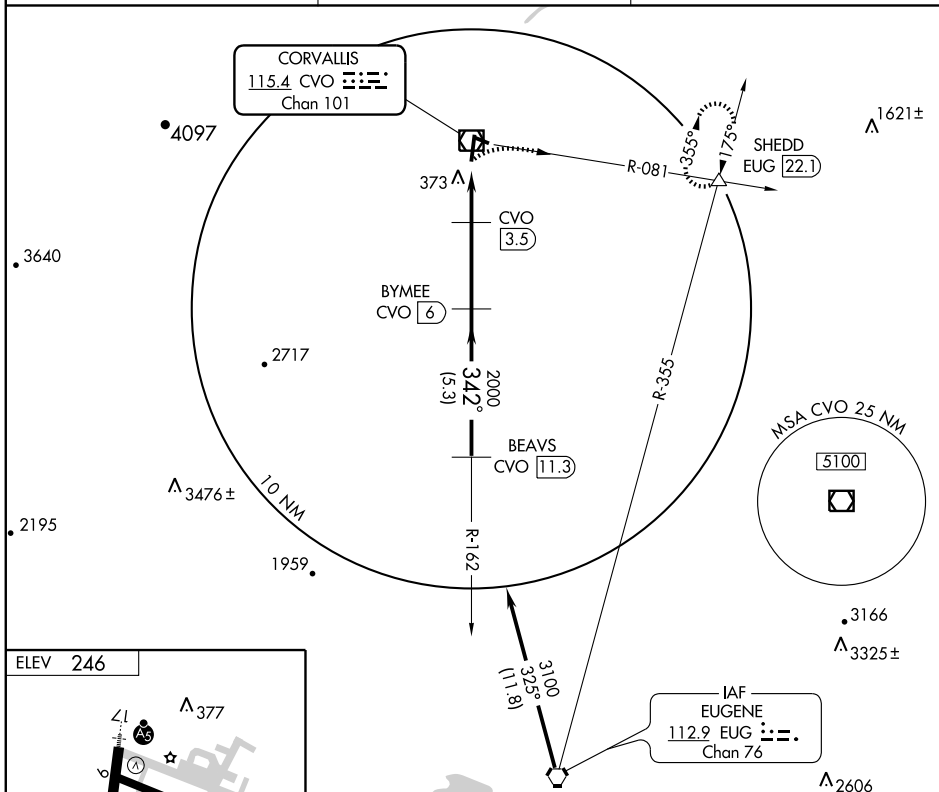 CORVALLIS
115.4 CVO
Chan 101
4097
1621±
355°
175°
SHEDD
EUG 22.1
R-081
373
CVO
3.5
3640
BYMEE
CVO 6
2717
R-355
2000
342°
(5.3)
MSA CVO 25 NM
5100
BEAVS
CVO 11.3
10 NM
3476±
2195
R-162
1959
3166
3325±
ELEV 246
3100
325°
(11.8)
IAF
EUGENE
112.9 EUG
Chan 76
377
17
A5
V
9
2606